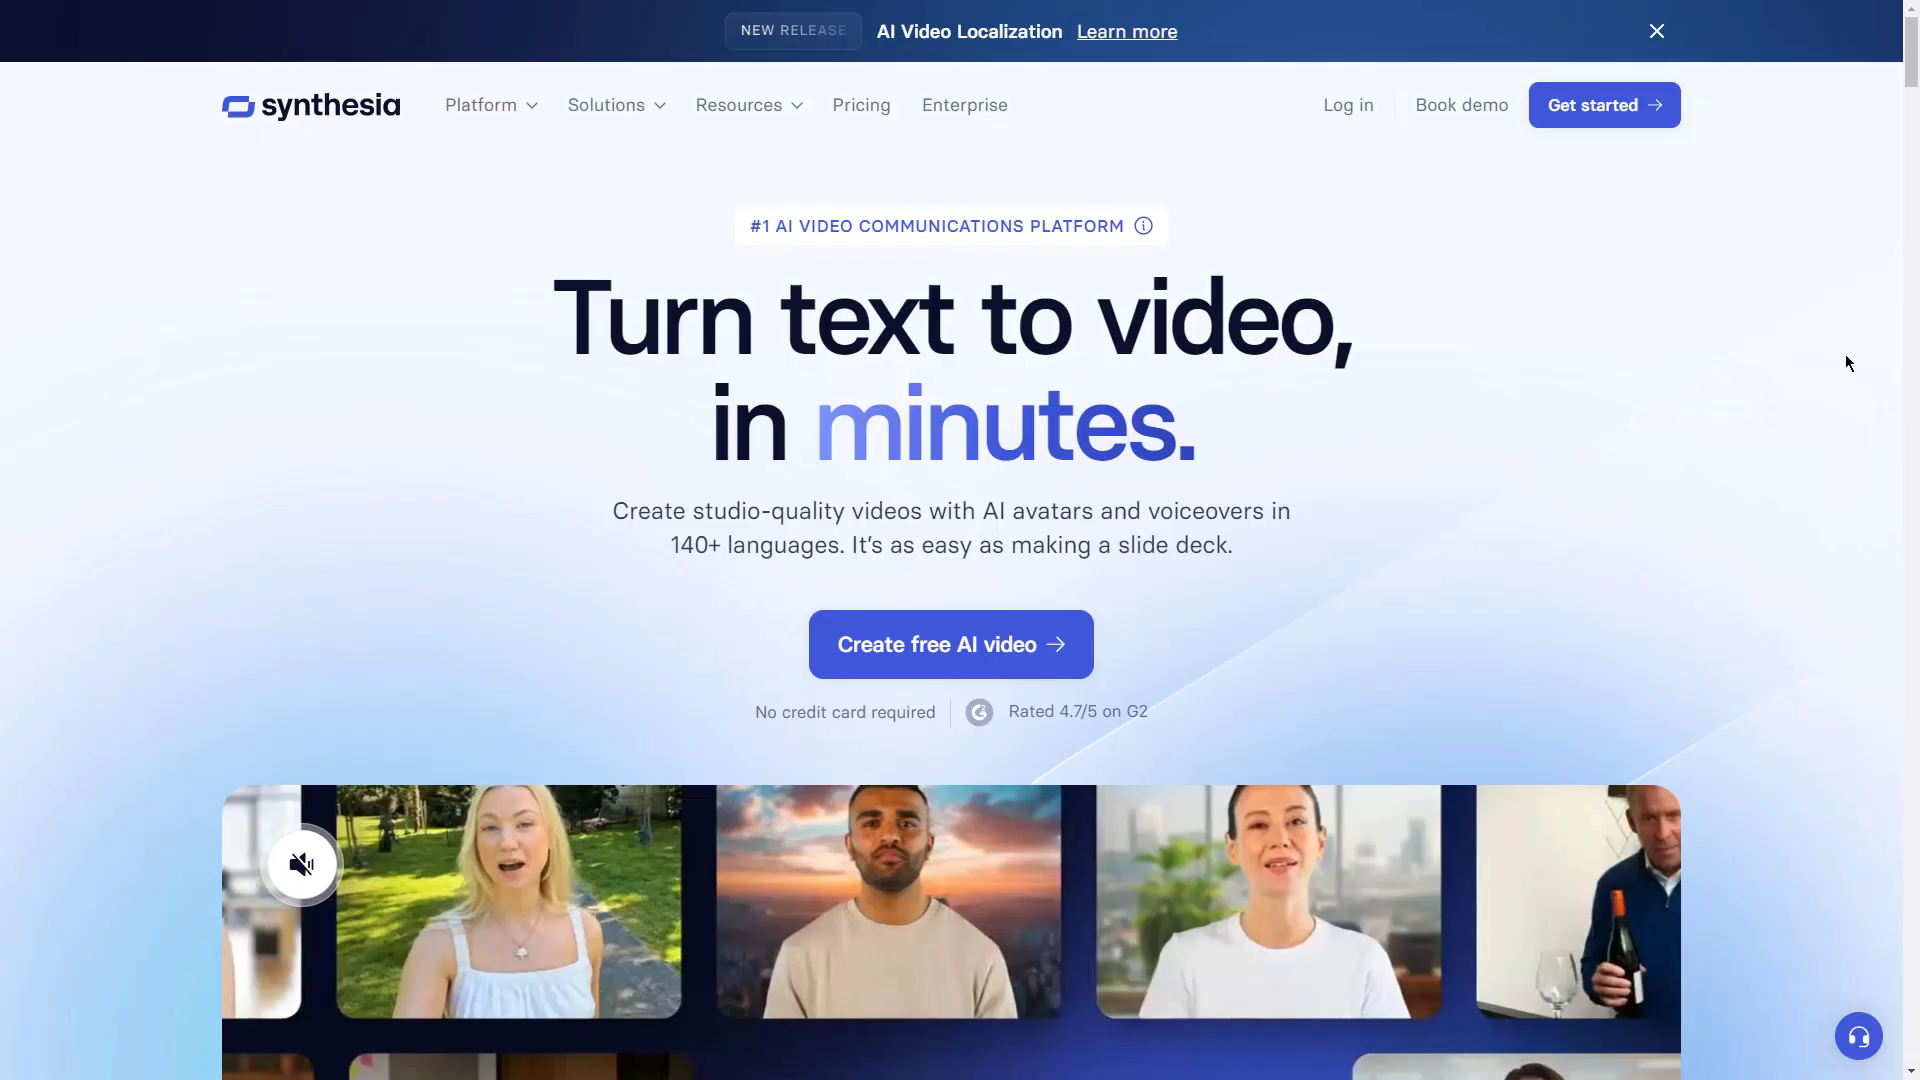 NEW RELEASE AI Video Localization Learn more
synthesia Platform Solutions Resources Pricing Enterprise Log in Book demo Get started
#1 AI VIDEO COMMUNICATIONS PLATFORM
Turn text to video,
in minutes.
Create studio-quality videos with AI avatars and voiceovers in
140+ languages. It's as easy as making a slide deck.
Create free AI video
No credit card required Rated 4.7/5 on G2